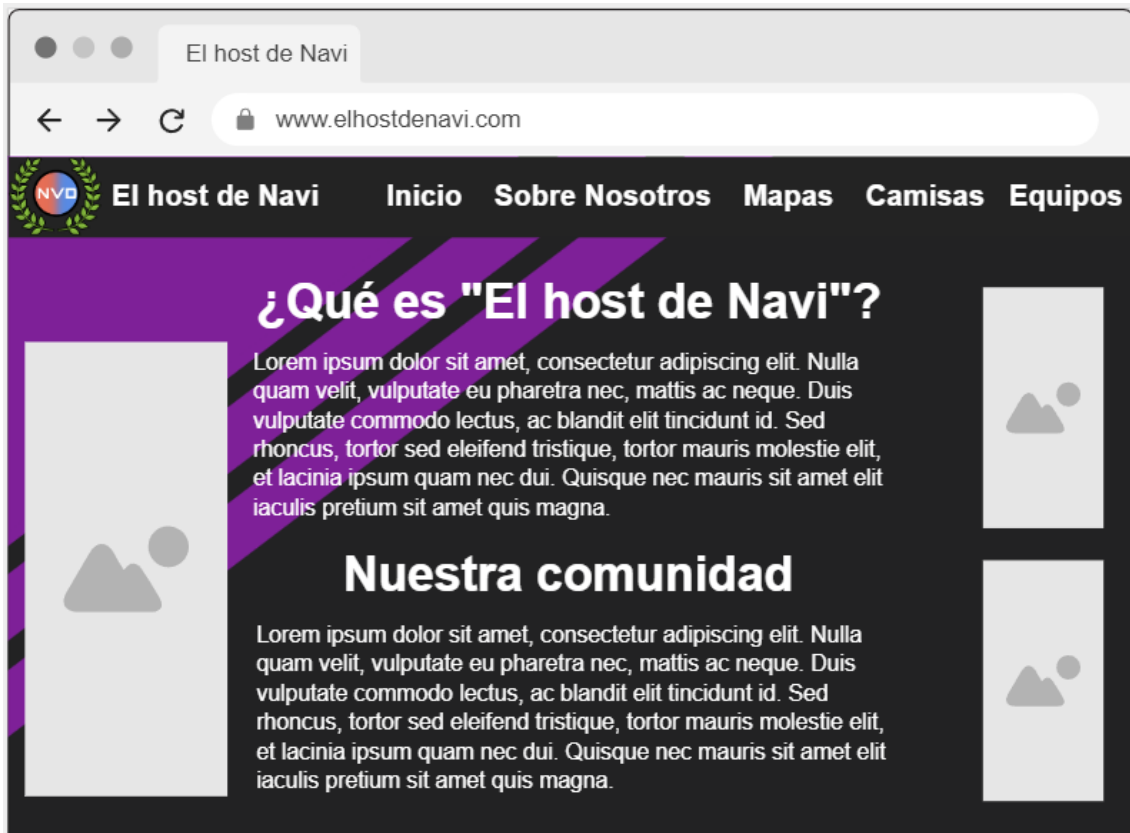 El host de Navi
www.elhostdenavi.com
NVD El host de Navi Inicio Sobre Nosotros Mapas Camisas Equipos
¿Qué es "El host de Navi"?
Lorem ipsum dolor sit amet, consectetur adipiscing elit. Nulla
quam velit, vulputate eu pharetra nec, mattis ac neque. Duis
vulputate commodo lectus, ac blandit elit tincidunt id. Sed
rhoncus, tortor sed eleifend tristique, tortor mauris molestie elit,
et lacinia ipsum quam nec dui. Quisque nec mauris sit amet elit
iaculis pretium sit amet quis magna.
Nuestra comunidad
Lorem ipsum dolor sit amet, consectetur adipiscing elit. Nulla
quam velit, vulputate eu pharetra nec, mattis ac neque. Duis
vulputate commodo lectus, ac blandit elit tincidunt id. Sed
rhoncus, tortor sed eleifend tristique, tortor mauris molestie elit,
et lacinia ipsum quam nec dui. Quisque nec mauris sit amet elit
iaculis pretium sit amet quis magna.